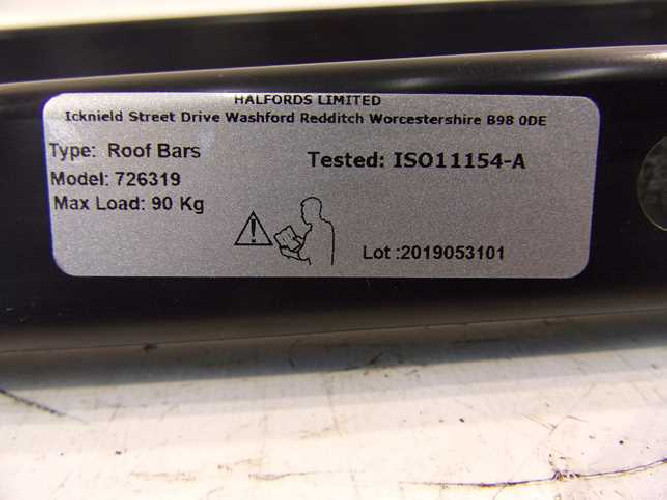 HALFORDS LIMITED
Icknield Street Drive Washford Redditch Worcestershire B98 0DE
Type: Roof Bars
Tested: ISO11154-A
Model: 726319
Max Load: 90 Kg
Lot :2019053101